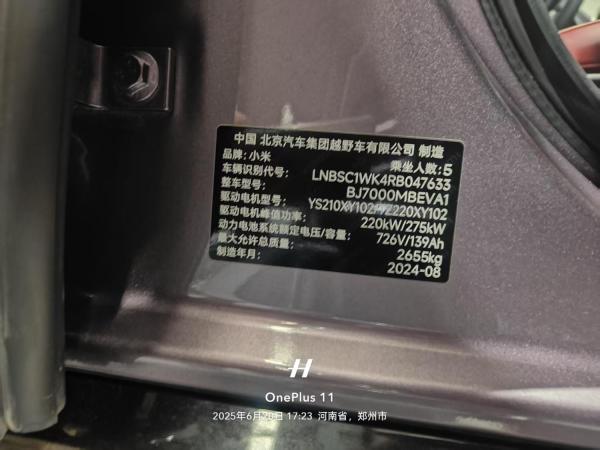 中国 北京汽车集团越野车有限公司 制造
品牌：小米 乘坐人数：5
车辆识别代号： LNBSC1WK4RB047633
整车型号： BJ7000MBEVA1
驱动电机型号： YS210XY102/YZ220XY102
驱动电机峰值功率： 220kW/275kW
动力电池系统额定电压/容量： 726V/139Ah
最大允许总质量： 2655kg
制造年月： 2024-08
OnePlus 11
2025年6月28日 17:23 河南省，郑州市